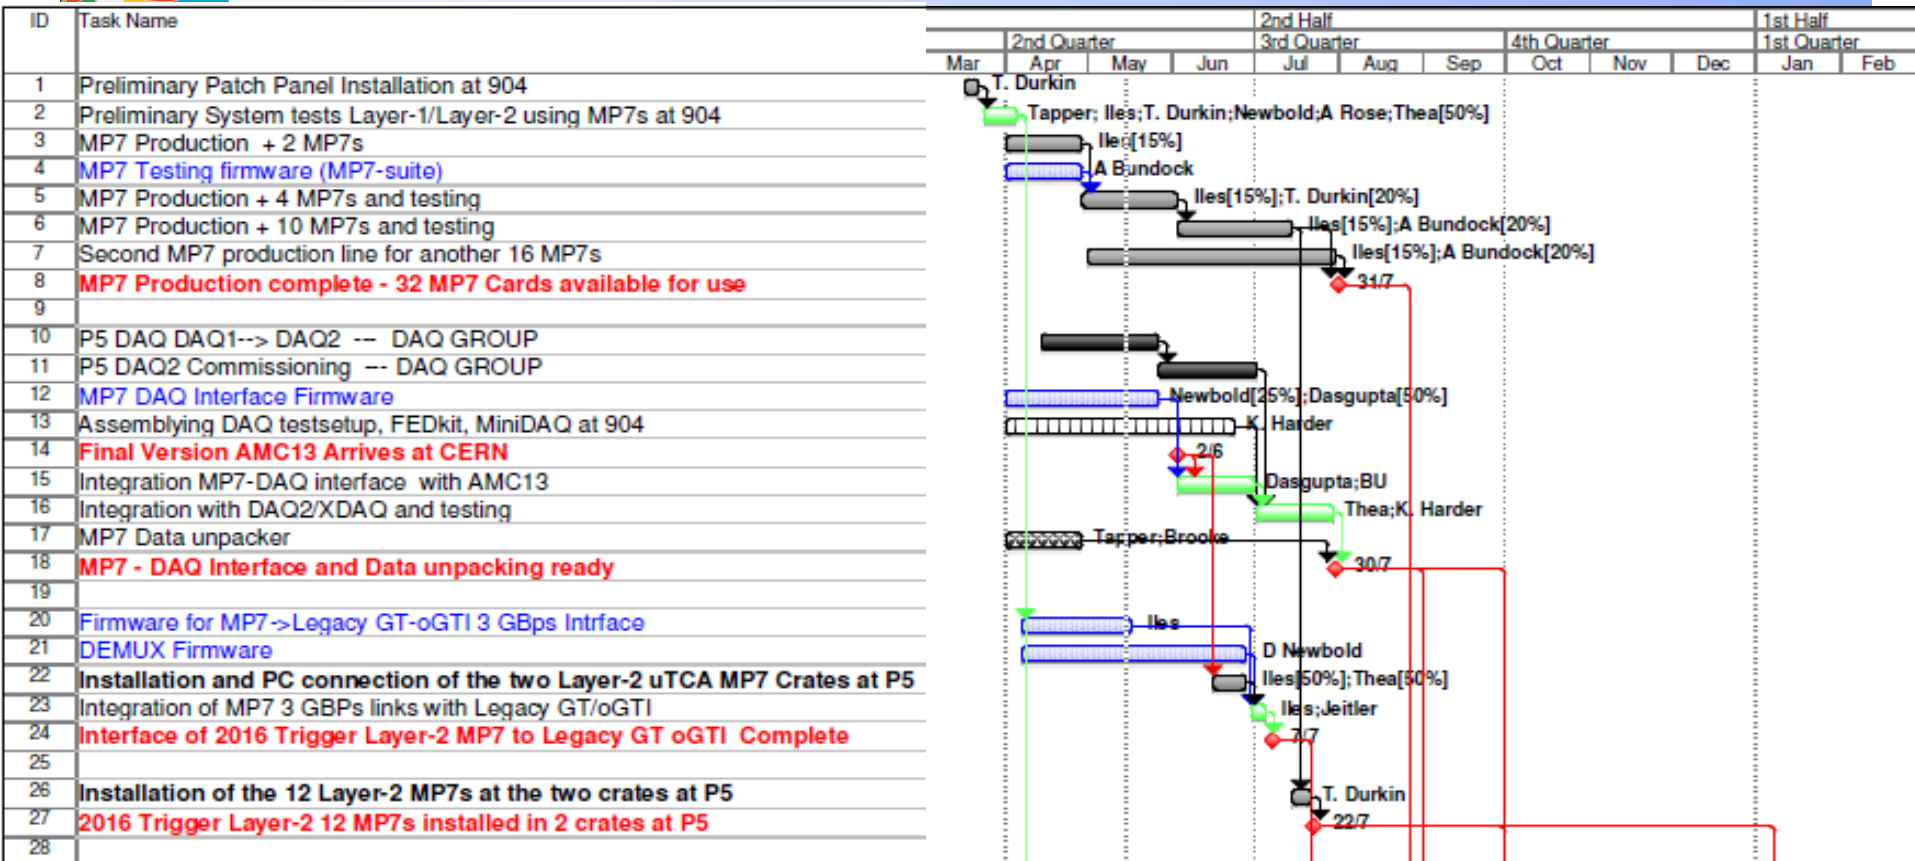 ID Task Name 2nd Half 1st Half
2nd Quarter 3rd Quarter 4th Quarter 1st Quarter
Mar Apr May Jun Jul Aug Sep Oct Nov Dec Jan Feb
1 Preliminary Patch Panel Installation at 904 T. Durkin
2 Preliminary System tests Layer-1/Layer-2 using MP7s at 904 Tapper; Iles;T. Durkin;Newbold;A Rose;Thea[50%]
3 MP7 Production + 2 MP7s Iles[15%]
4 MP7 Testing firmware (MP7-suite) A Bundock
5 MP7 Production + 4 MP7s and testing Iles[15%];T. Durkin[20%]
6 MP7 Production + 10 MP7s and testing Iles[15%];A Bundock[20%]
7 Second MP7 production line for another 16 MP7s Iles[15%];A Bundock[20%]
8 MP7 Production complete - 32 MP7 Cards available for use 31/7
9
10 P5 DAQ DAQ1--> DAQ2 --- DAQ GROUP
11 P5 DAQ2 Commissioning --- DAQ GROUP
12 MP7 DAQ Interface Firmware Newbold[25%];Dasgupta[50%]
13 Assembling DAQ testsetup, FEDkit, MiniDAQ at 904 K. Harder
14 Final Version AMC13 Arrives at CERN 2/6
15 Integration MP7-DAQ interface with AMC13 Dasgupta;BU
16 Integration with DAQ2/XDAQ and testing Thea;K. Harder
17 MP7 Data unpacker Tapper;Brooke
18 MP7 - DAQ Interface and Data unpacking ready 30/7
19
20 Firmware for MP7->Legacy GT-oGTI 3 GBps Intrface Iles
21 DEMUX Firmware D Newbold
22 Installation and PC connection of the two Layer-2 uTCA MP7 Crates at P5 Iles[50%];Thea[50%]
23 Integration of MP7 3 GBPs links with Legacy GT/oGTI Iles;Jeitler
24 Interface of 2016 Trigger Layer-2 MP7 to Legacy GT oGTI Complete 7/7
25
26 Installation of the 12 Layer-2 MP7s at the two crates at P5 T. Durkin
27 2016 Trigger Layer-2 12 MP7s installed in 2 crates at P5 22/7
28